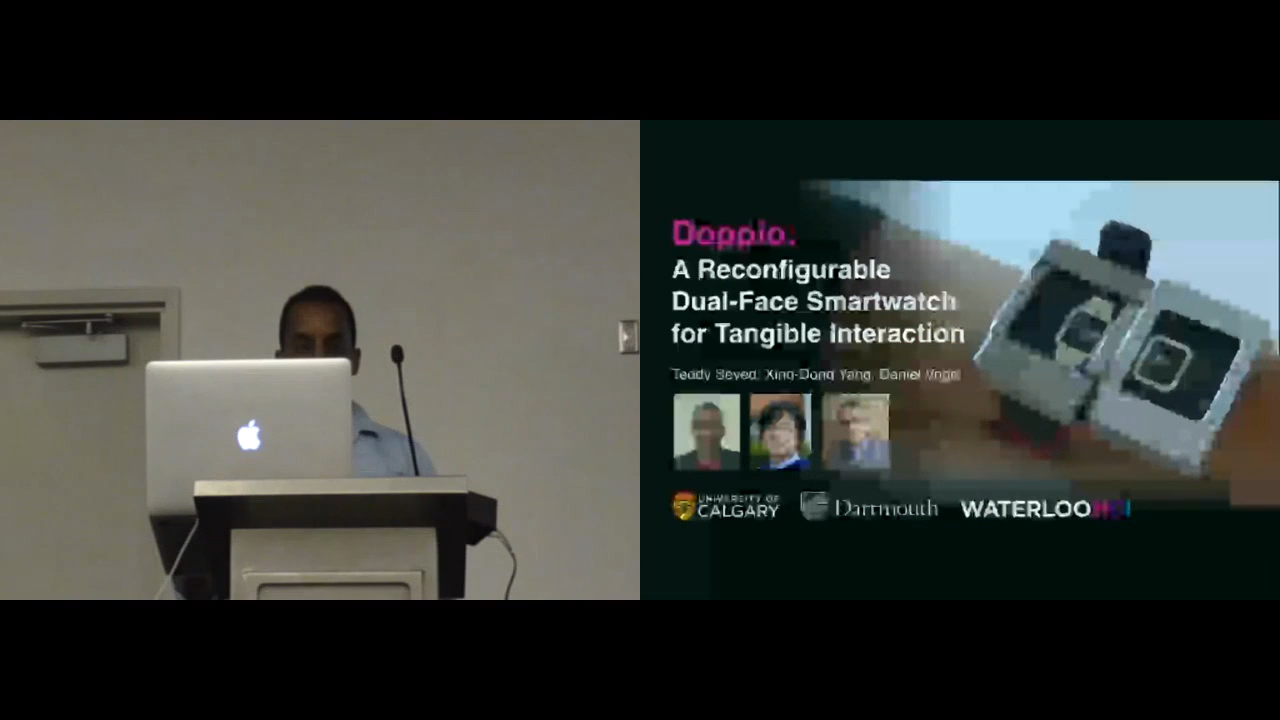 Doppio:
A Reconfigurable
Dual-Face Smartwatch
for Tangible Interaction
Teddy Seyed, Xing-Dong Yang, Daniel Vogel
UNIVERSITY OF
CALGARY
Dartmouth
WATERLOO HCI